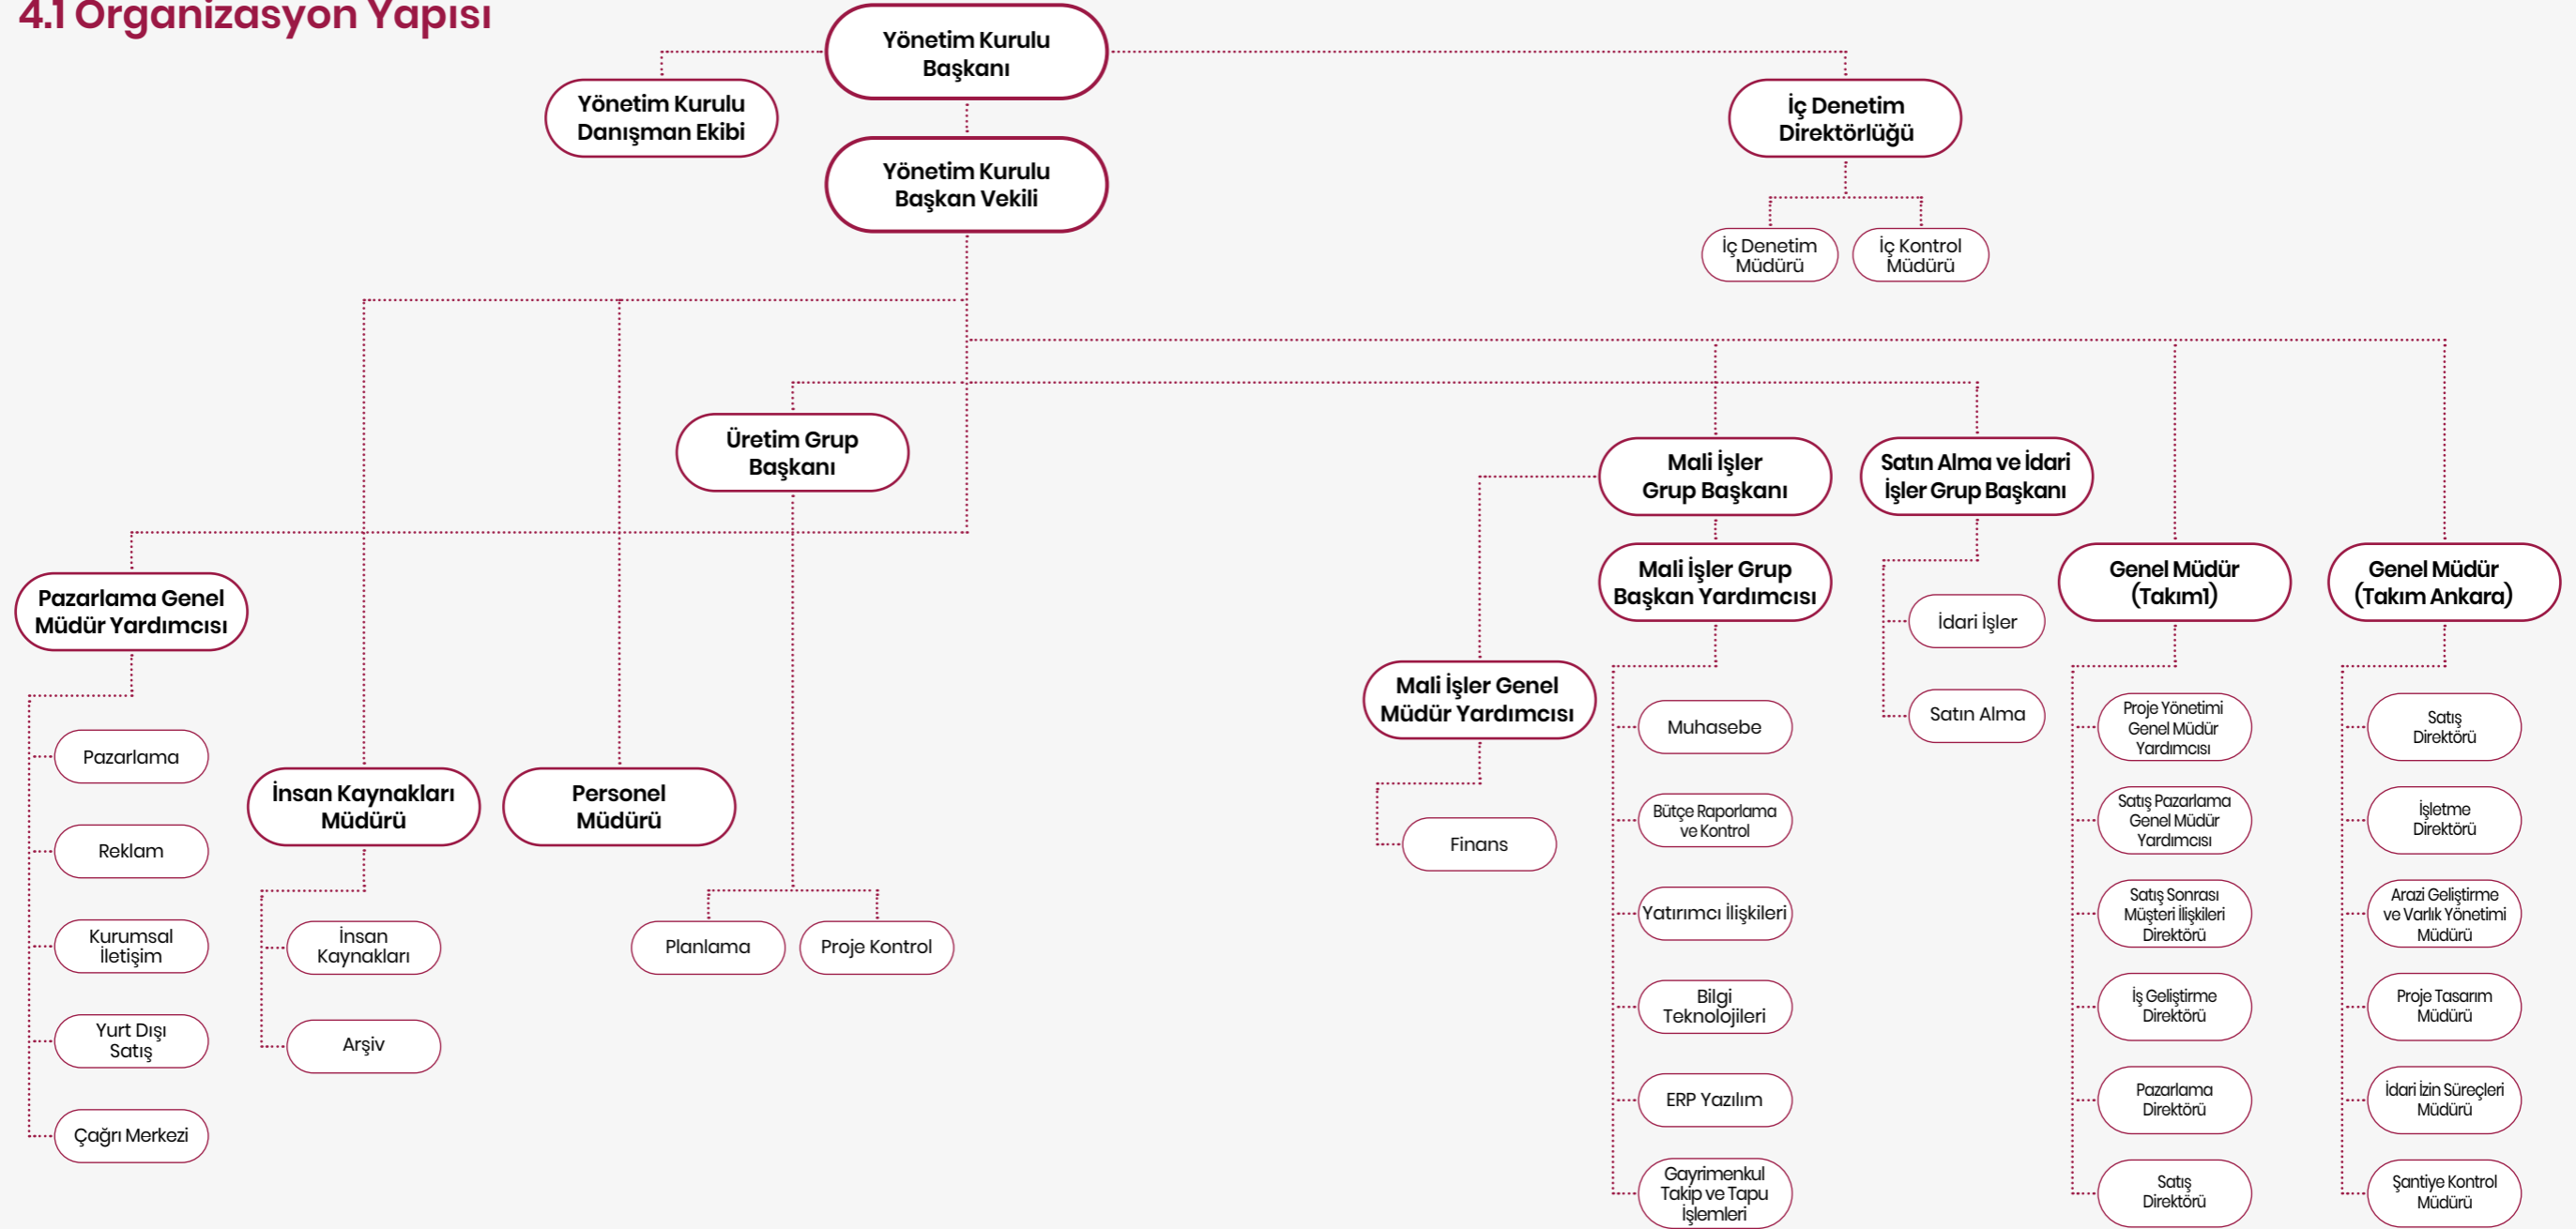 4.1 Organizasyon Yapısı
Yönetim Kurulu
Başkanı
Yönetim Kurulu
Danışman Ekibi
İç Denetim
Direktörlüğü
Yönetim Kurulu
Başkan Vekili
İç Denetim
Müdürü
İç Kontrol
Müdürü
Üretim Grup
Başkanı
Mali İşler
Grup Başkanı
Satın Alma ve İdari
İşler Grup Başkanı
Pazarlama Genel
Müdür Yardımcısı
Mali İşler Grup
Başkan Yardımcısı
Genel Müdür
(Takım1)
Genel Müdür
(Takım Ankara)
Mali İşler Genel
Müdür Yardımcısı
İnsan Kaynakları
Müdürü
Personel
Müdürü
Pazarlama
Reklam
Kurumsal
İletişim
Yurt Dışı
Satış
Çağrı Merkezi
İnsan
Kaynakları
Arşiv
Planlama
Proje Kontrol
Finans
Muhasebe
Bütçe Raporlama
ve Kontrol
Yatırımcı İlişkileri
Bilgi
Teknolojileri
ERP Yazılım
Gayrimenkul
Takip ve Tapu
İşlemleri
İdari İşler
Satın Alma
Proje Yönetimi
Genel Müdür
Yardımcısı
Satış Pazarlama
Genel Müdür
Yardımcısı
Satış Sonrası
Müşteri İlişkileri
Direktörü
İş Geliştirme
Direktörü
Pazarlama
Direktörü
Satış
Direktörü
Satış
Direktörü
İşletme
Direktörü
Arazi Geliştirme
ve Varlık Yönetimi
Müdürü
Proje Tasarım
Müdürü
İdari İzin Süreçleri
Müdürü
Şantiye Kontrol
Müdürü